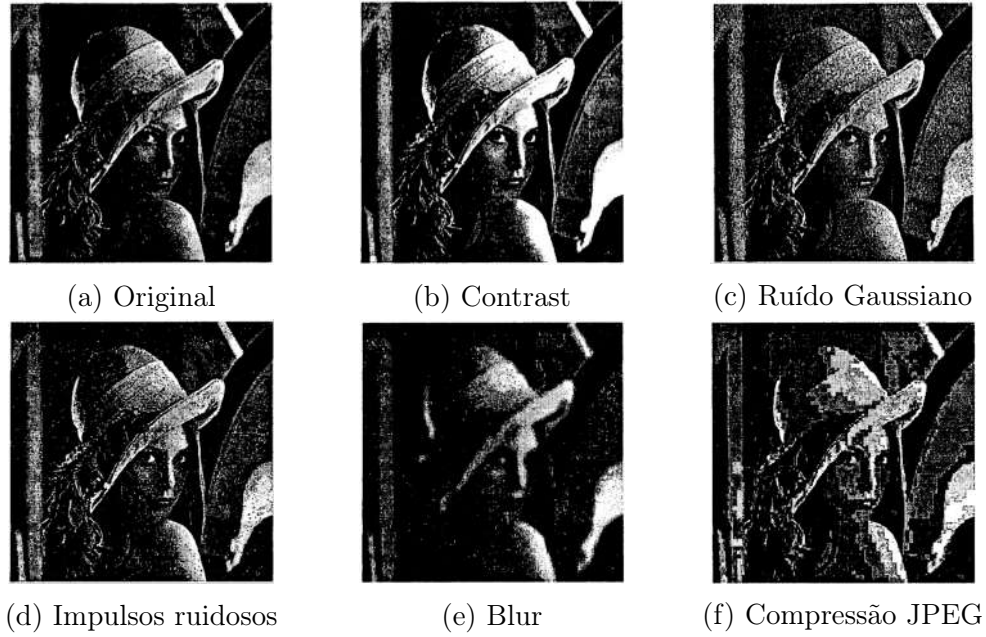 (a) Original
(b) Contrast
(c) Ruído Gaussiano
(d) Impulsos ruidosos
(e) Blur
(f) Compressão JPEG